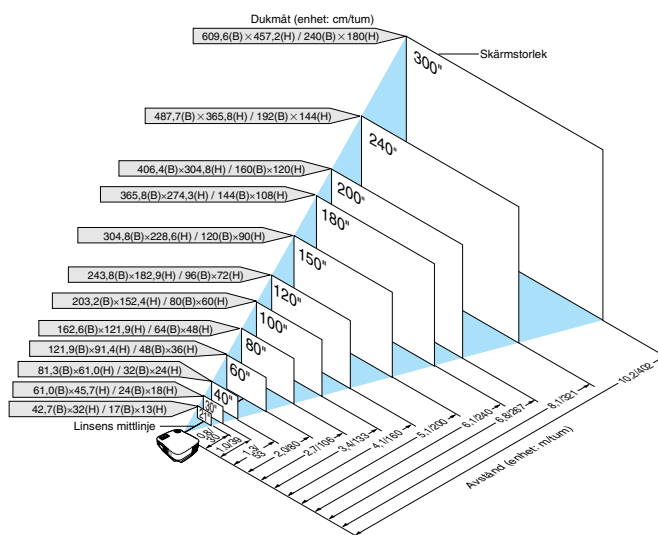 Dukmåt (enhet: cm/tum)
609,6(B)×457,2(H) / 240(B)×180(H)
Skärmstorlek
300"
487,7(B)×365,8(H) / 192(B)×144(H)
240"
406,4(B)×304,8(H) / 160(B)×120(H)
200"
365,8(B)×274,3(H) / 144(B)×108(H)
180"
304,8(B)×228,6(H) / 120(B)×90(H)
150"
243,8(B)×182,9(H) / 96(B)×72(H)
120"
203,2(B)×152,4(H) / 80(B)×60(H)
100"
162,6(B)×121,9(H) / 64(B)×48(H)
80"
121,9(B)×91,4(H) / 48(B)×36(H)
60"
81,3(B)×61,0(H) / 32(B)×24(H)
40"
61,0(B)×45,7(H) / 24(B)×18(H)
30"
42,7(B)×32(H) / 17(B)×13(H)
21"
Linsens mittlinje
0,8/
1,0/39
1,3/
53
2,0/80
2,7/106
3,4/133
4,1/160
5,1/200
6,1/240
6,8/267
8,1/321
10,2/402
Avstånd (enhet: m/tum)